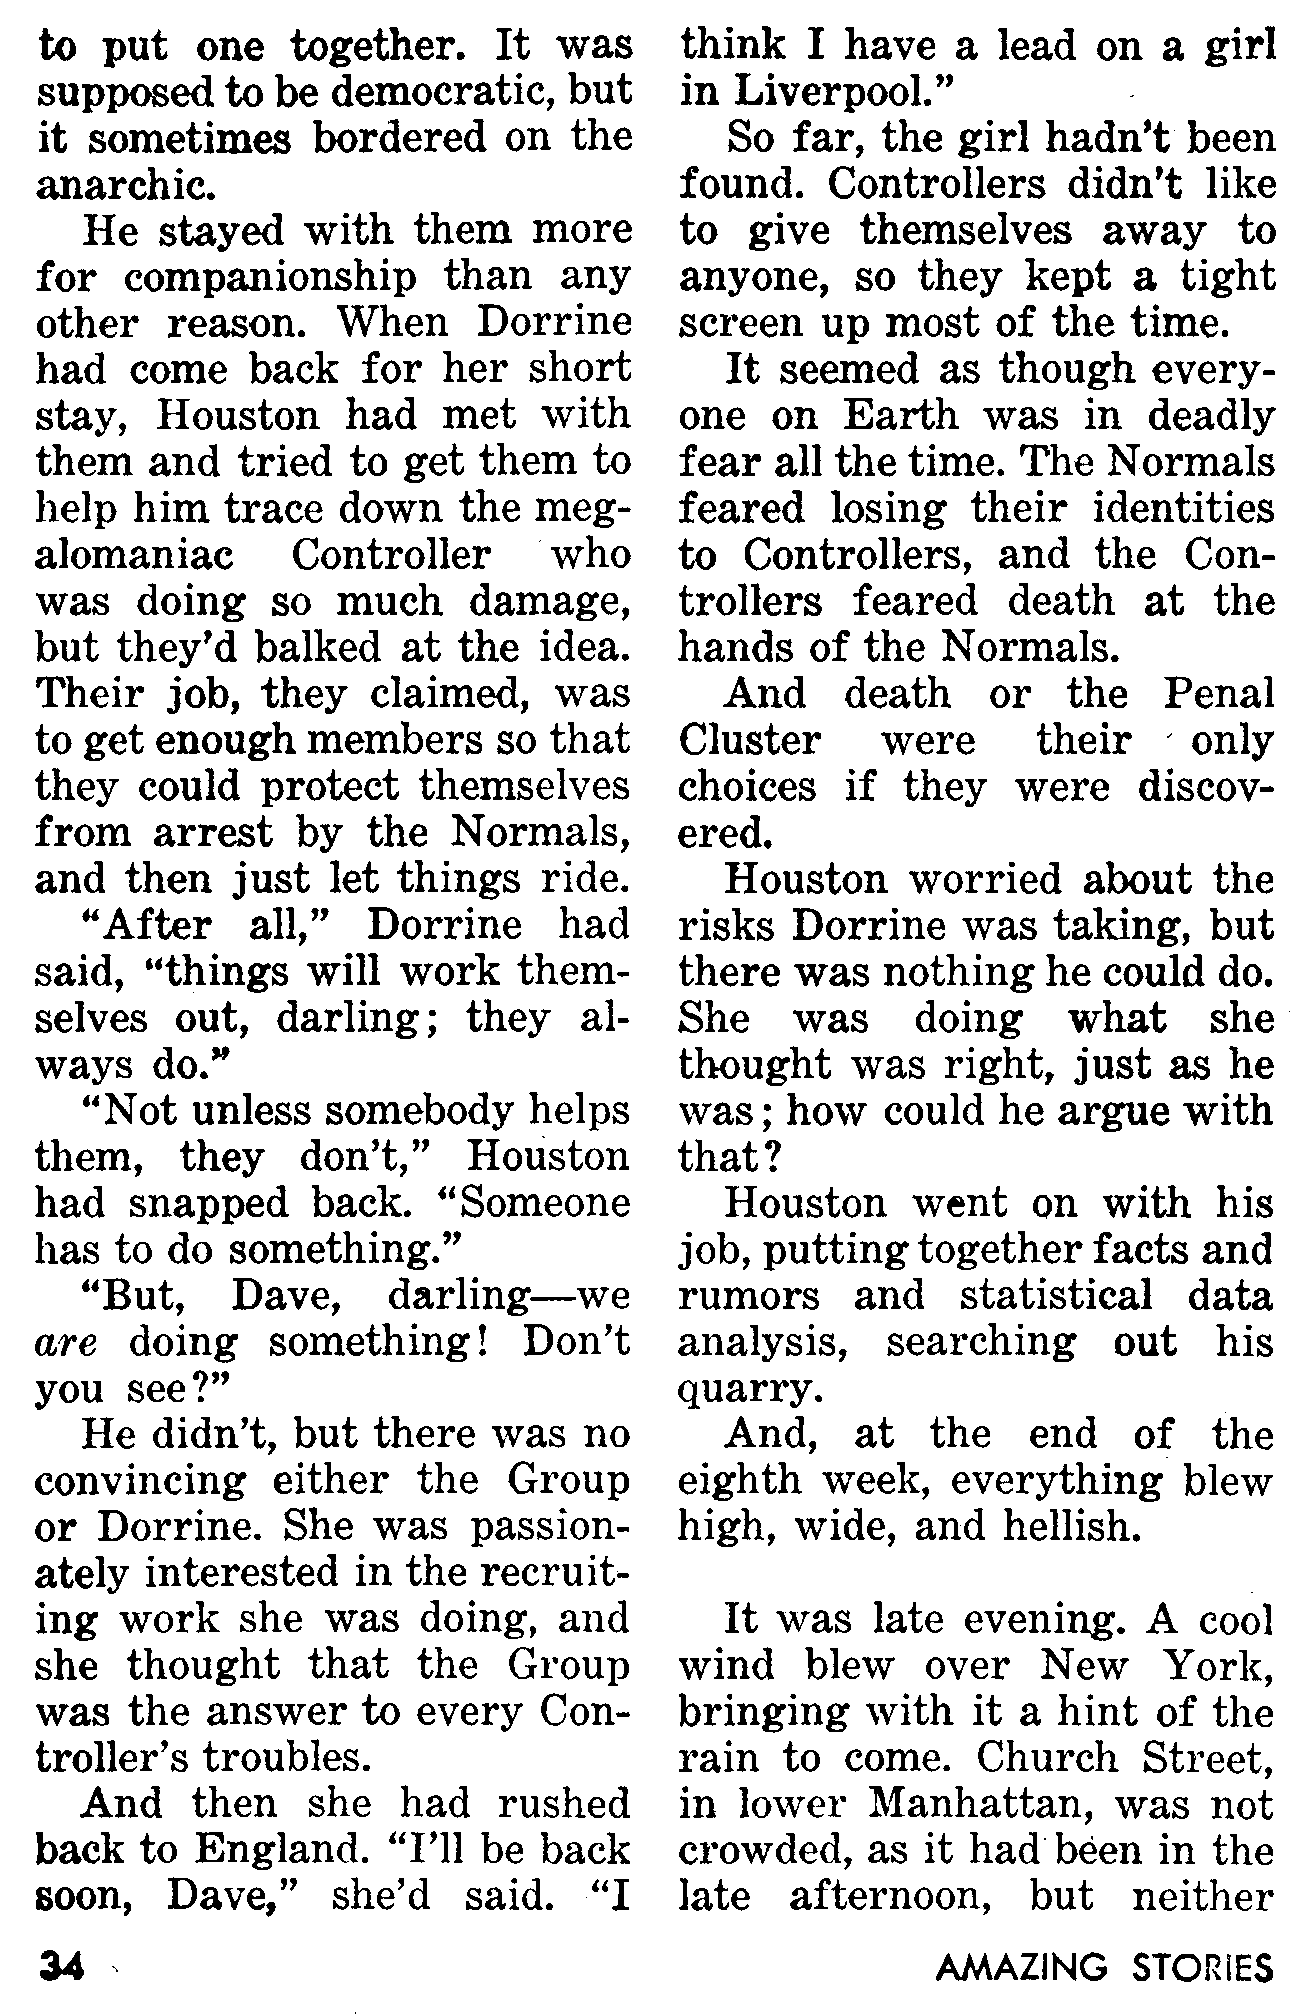 to put one together. It was
supposed to be democratic, but
it sometimes bordered on the
anarchic.
He stayed with them more
for companionship than any
other reason. When Dorrine
had come back for her short
stay, Houston had met with
them and tried to get them to
help him trace down the meg-
alomaniac Controller who
was doing so much damage,
but they’d balked at the idea.
Their job, they claimed, was
to get enough members so that
they could protect themselves
from arrest by the Normals,
and then just let things ride.
“After all,” Dorrine had
said, “things will work them-
selves out, darling; they al-
ways do.”
“Not unless somebody helps
them, they don’t,” Houston
had snapped back. “Someone
has to do something.”
“But, Dave, darling—we
are doing something! Don’t
you see?”
He didn’t, but there was no
convincing either the Group
or Dorrine. She was passion-
ately interested in the recruit-
ing work she was doing, and
she thought that the Group
was the answer to every Con-
troller’s troubles.
And then she had rushed
back to England. “I’ll be back
soon, Dave,” she’d said. “I
think I have a lead on a girl
in Liverpool.”
So far, the girl hadn’t been
found. Controllers didn’t like
to give themselves away to
anyone, so they kept a tight
screen up most of the time.
It seemed as though every-
one on Earth was in deadly
fear all the time. The Normals
feared losing their identities
to Controllers, and the Con-
trollers feared death at the
hands of the Normals.
And death or the Penal
Cluster were their only
choices if they were discov-
ered.
Houston worried about the
risks Dorrine was taking, but
there was nothing he could do.
She was doing what she
thought was right, just as he
was; how could he argue with
that?
Houston went on with his
job, putting together facts and
rumors and statistical data
analysis, searching out his
quarry.
And, at the end of the
eighth week, everything blew
high, wide, and hellish.
It was late evening. A cool
wind blew over New York,
bringing with it a hint of the
rain to come. Church Street,
in lower Manhattan, was not
crowded, as it had been in the
late afternoon, but neither
34
AMAZING STORIES